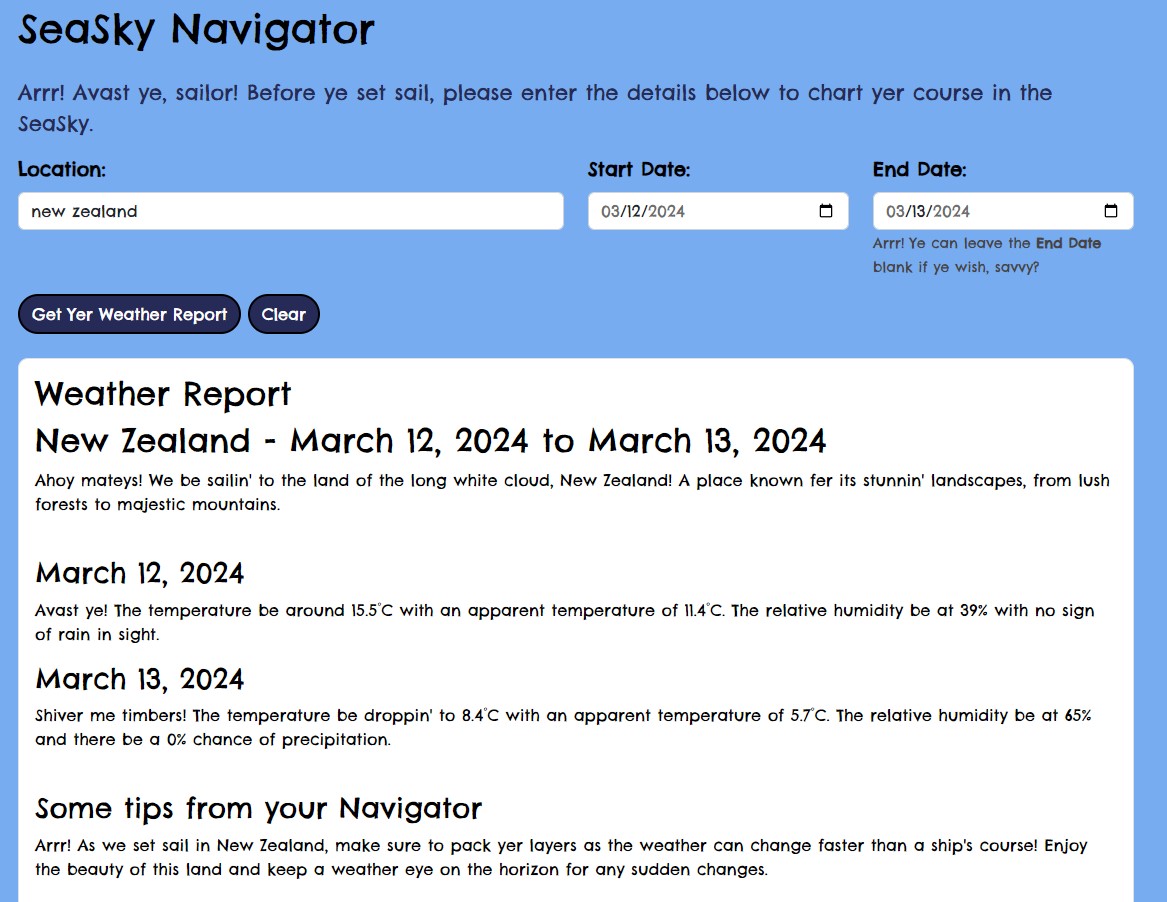 SeaSky Navigator
Arrr! Avast ye, sailor! Before ye set sail, please enter the details below to chart yer course in the
SeaSky.
Location:
Start Date:
End Date:
new zealand
03/12/2024
03/13/2024
Arrr! Ye can leave the End Date
blank if ye wish, savvy?
Get Yer Weather Report
Clear
Weather Report
New Zealand - March 12, 2024 to March 13, 2024
Ahoy mateys! We be sailin' to the land of the long white cloud, New Zealand! A place known fer its stunnin' landscapes, from lush
forests to majestic mountains.
March 12, 2024
Avast ye! The temperature be around 15.5°C with an apparent temperature of 11.4°C. The relative humidity be at 39% with no sign
of rain in sight.
March 13, 2024
Shiver me timbers! The temperature be droppin' to 8.4°C with an apparent temperature of 5.7°C. The relative humidity be at 65%
and there be a 0% chance of precipitation.
Some tips from your Navigator
Arrr! As we set sail in New Zealand, make sure to pack yer layers as the weather can change faster than a ship's course! Enjoy
the beauty of this land and keep a weather eye on the horizon for any sudden changes.